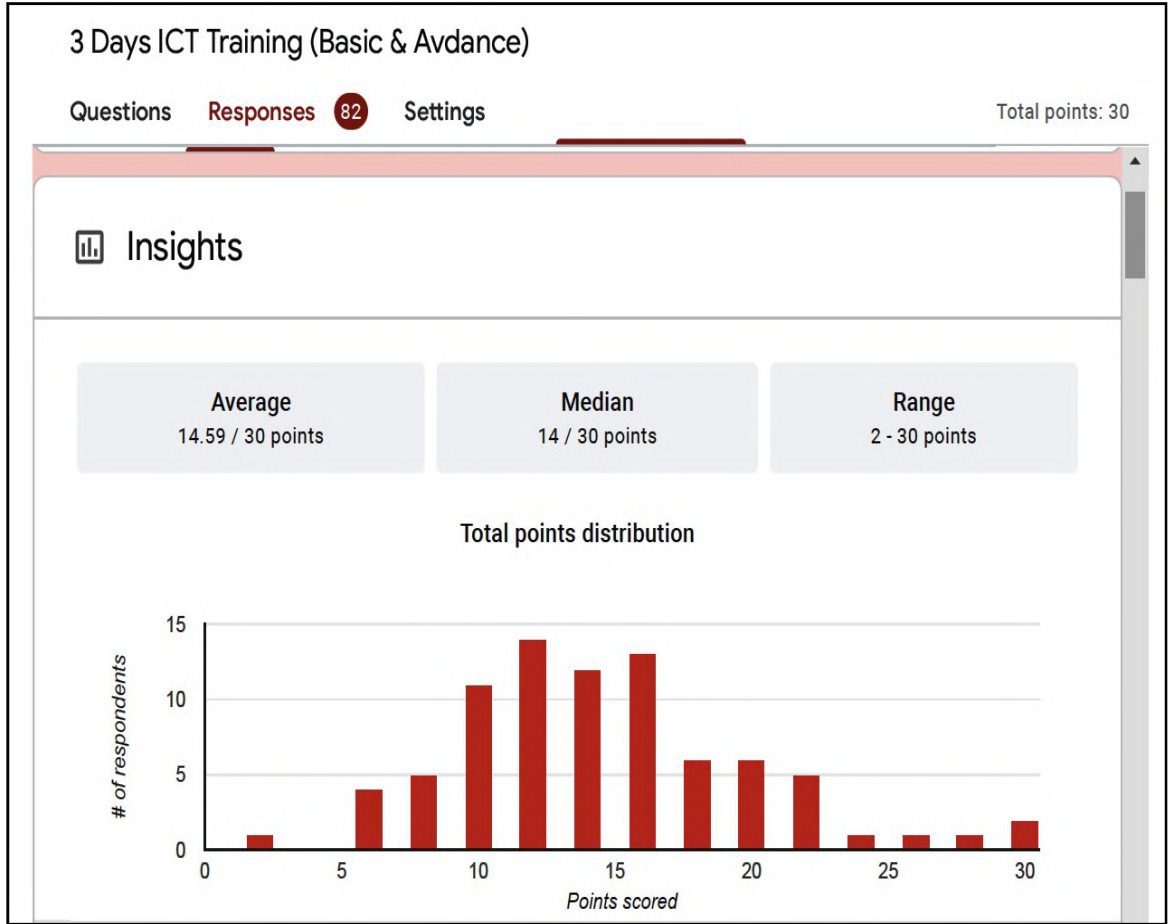 3 Days ICT Training (Basic & Avdance)
Questions Responses 82 Settings Total points: 30
Insights
Average Median Range
14.59 / 30 points 14 / 30 points 2 - 30 points
Total points distribution
# of respondents
15
10
5
0
0 5 10 15 20 25 30
Points scored